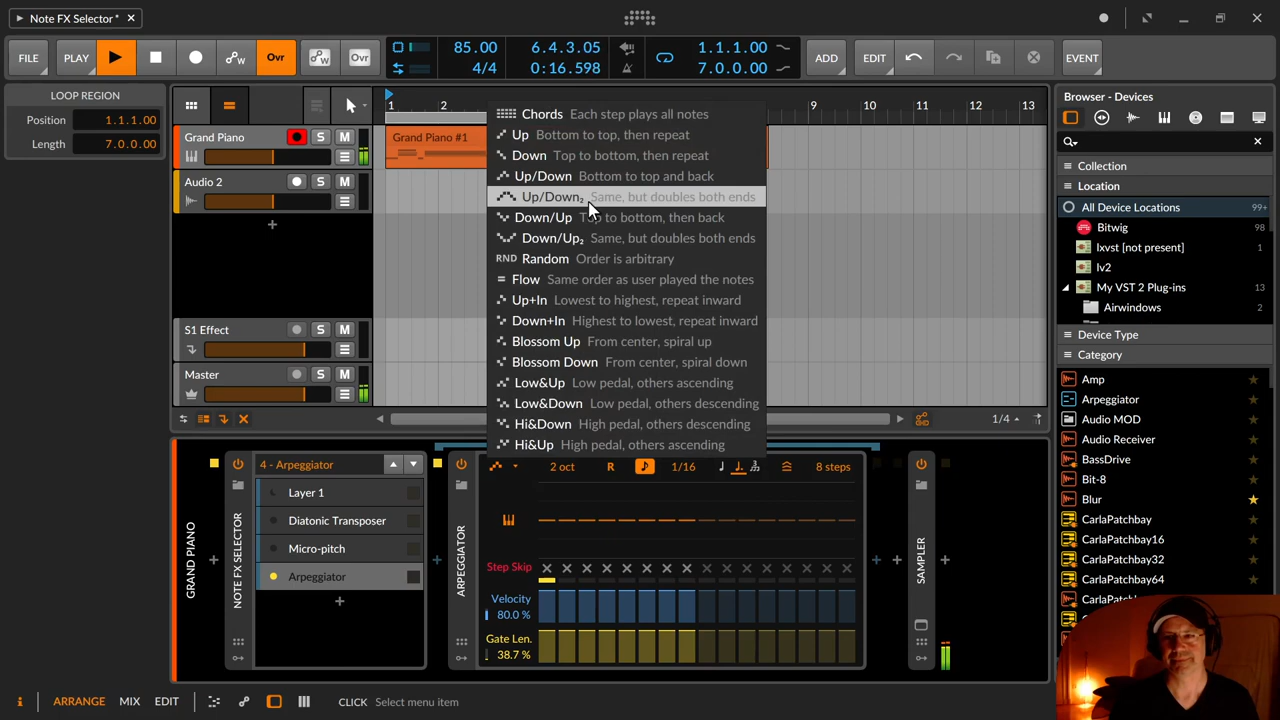 Note FX Selector* ×
FILE PLAY Ovr Ovr 85.00 6.4.3.05 1.1.1.00 ADD EDIT EVENT
4/4 0:16.598 7.0.0.00
LOOP REGION
Position 1.1.1.00
Length 7.0.0.00
1 2 9 10 11 12 13
Grand Piano S M
Grand Piano #1
Audio 2 S M
S1 Effect S M
Master S M
1/4
Chords Each step plays all notes
Up Bottom to top, then repeat
Down Top to bottom, then repeat
Up/Down Bottom to top and back
Up/Down₂ Same, but doubles both ends
Down/Up Top to bottom, then back
Down/Up₂ Same, but doubles both ends
RND Random Order is arbitrary
Flow Same order as user played the notes
Up+In Lowest to highest, repeat inward
Down+In Highest to lowest, repeat inward
Blossom Up From center, spiral up
Blossom Down From center, spiral down
Low&Up Low pedal, others ascending
Low&Down Low pedal, others descending
Hi&Down High pedal, others descending
Hi&Up High pedal, others ascending
Browser - Devices
Collection
Location
All Device Locations 99+
Bitwig 98
lxvst [not present]
lv2
My VST 2 Plug-ins 13
Airwindows 2
Device Type
Category
Amp
Arpeggiator
Audio MOD
Audio Receiver
BassDrive
Bit-8
Blur
CarlaPatchbay
CarlaPatchbay16
CarlaPatchbay32
CarlaPatchbay64
GRAND PIANO
NOTE FX SELECTOR
4 - Arpeggiator
Layer 1
Diatonic Transposer
Micro-pitch
Arpeggiator
ARPEGGIATOR
2 oct R 1/16 8 steps
Step Skip
Velocity
80.0 %
Gate Len.
38.7 %
SAMPLER
i ARRANGE MIX EDIT CLICK Select menu item